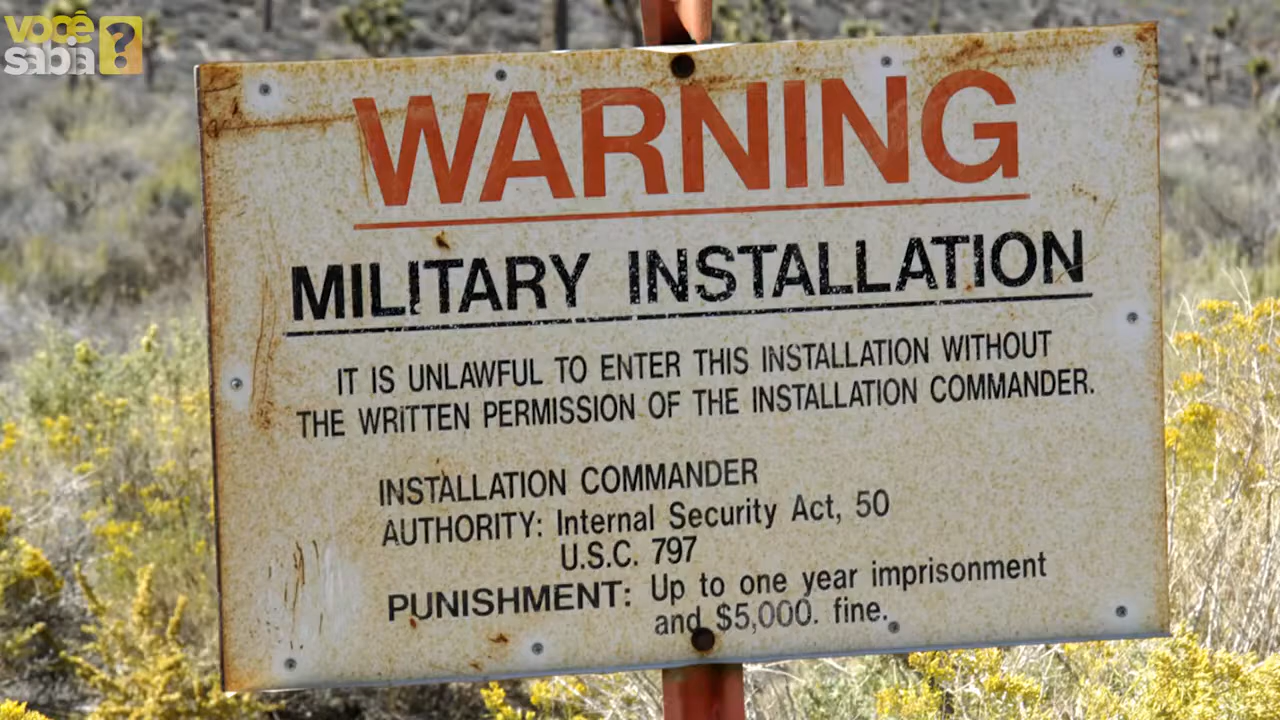 você
sabia?
WARNING
MILITARY INSTALLATION
IT IS UNLAWFUL TO ENTER THIS INSTALLATION WITHOUT
THE WRITTEN PERMISSION OF THE INSTALLATION COMMANDER.
INSTALLATION COMMANDER
AUTHORITY: Internal Security Act, 50
U.S.C. 797
PUNISHMENT: Up to one year imprisonment
and $5,000. fine.